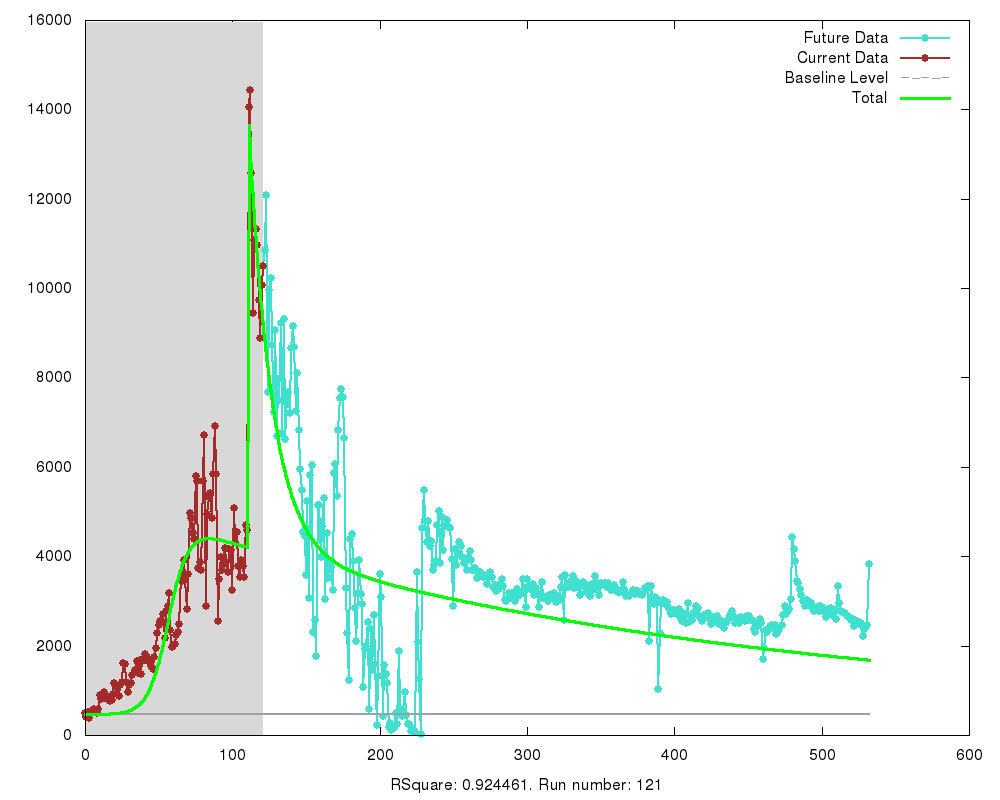 16000
14000
12000
10000
8000
6000
4000
2000
0
Future Data
Current Data
Baseline Level
Total
0 100 200 300 400 500 600
RSquare: 0.924461. Run number: 121